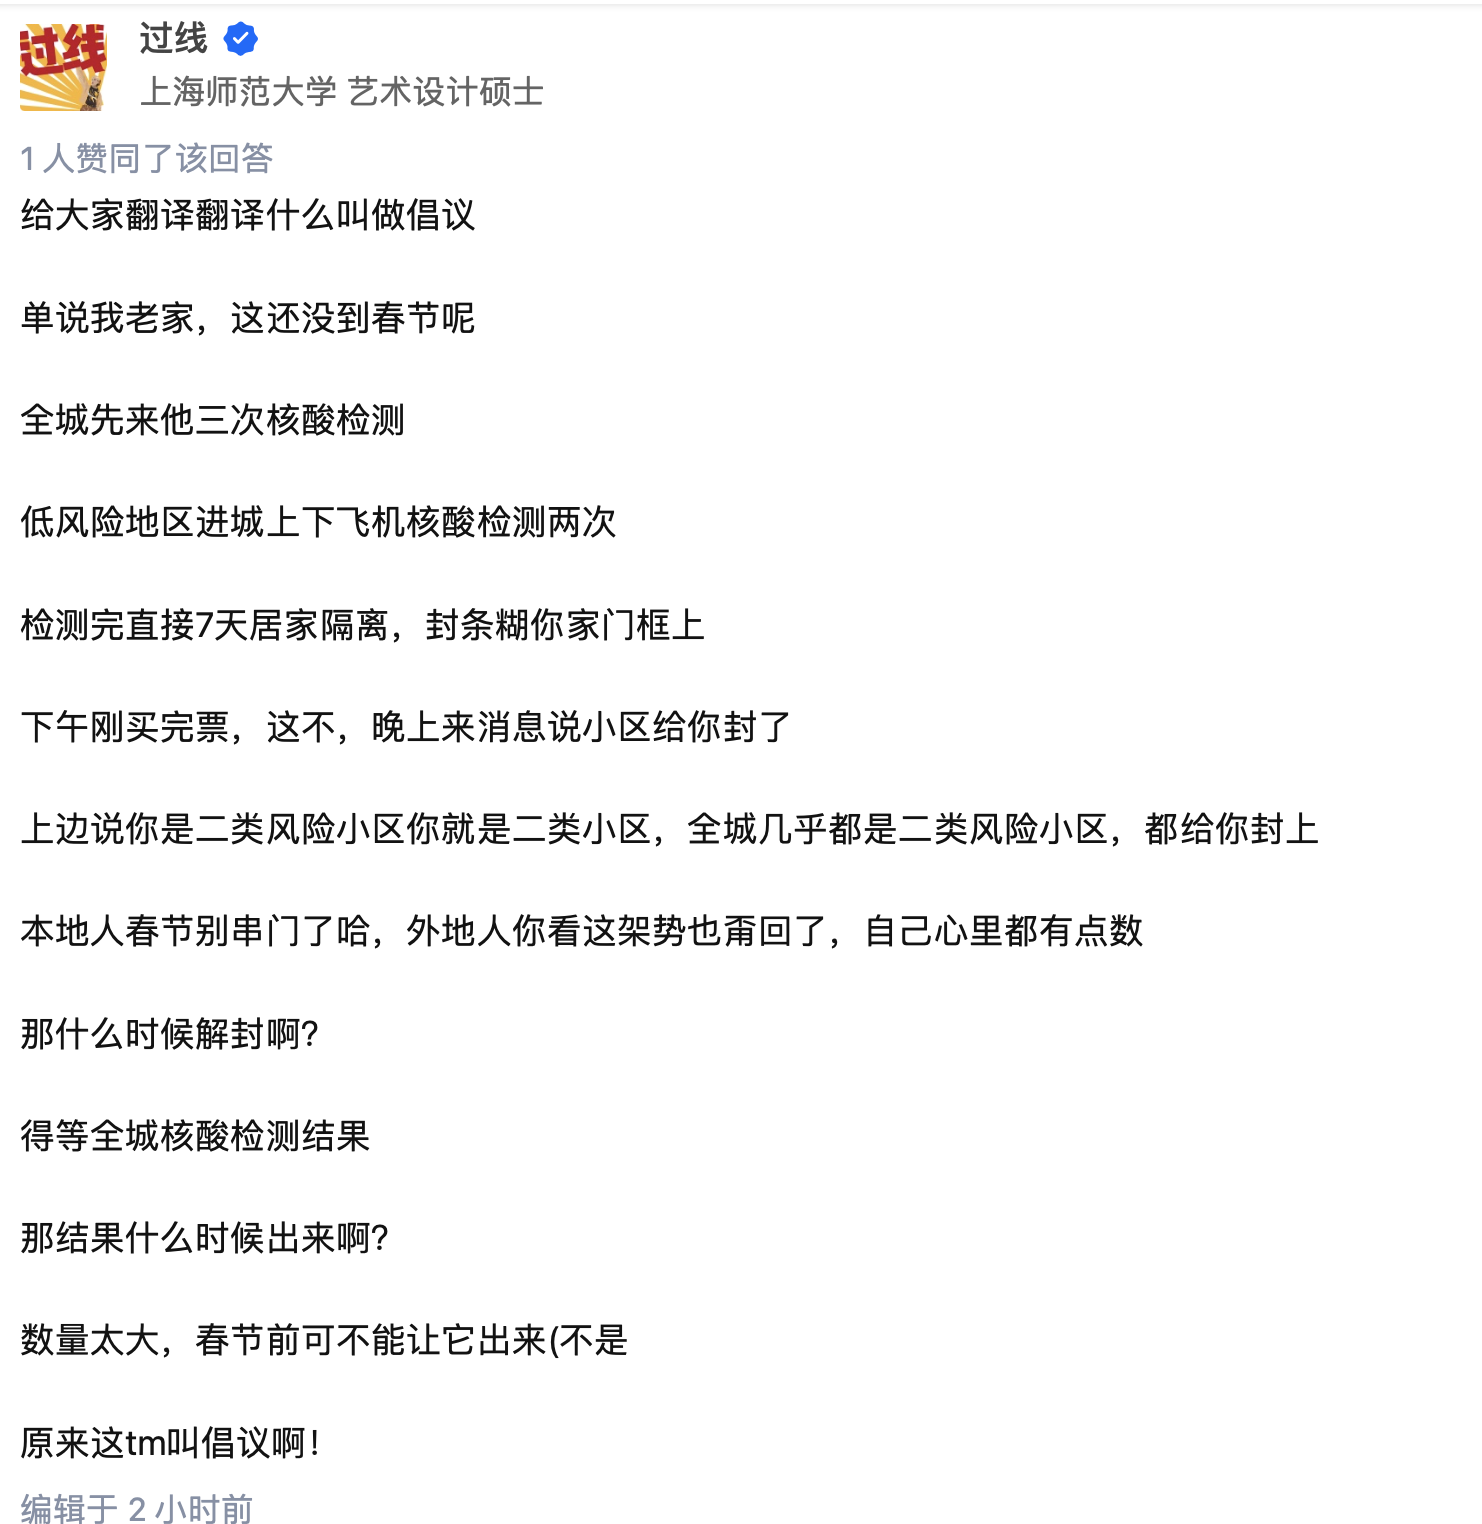 过线
过线
上海师范大学 艺术设计硕士
1 人赞同了该回答
给大家翻译翻译什么叫做倡议
单说我老家，这还没到春节呢
全城先来他三次核酸检测
低风险地区进城上下飞机核酸检测两次
检测完直接7天居家隔离，封条糊你家门框上
下午刚买完票，这不，晚上来消息说小区给你封了
上边说你是二类风险小区你就是二类小区，全城几乎都是二类风险小区，都给你封上
本地人春节别串门了哈，外地人你看这架势也甭回了，自己心里都有点数
那什么时候解封啊？
得等全城核酸检测结果
那结果什么时候出来啊？
数量太大，春节前可不能让它出来(不是
原来这tm叫倡议啊！
编辑于 2 小时前